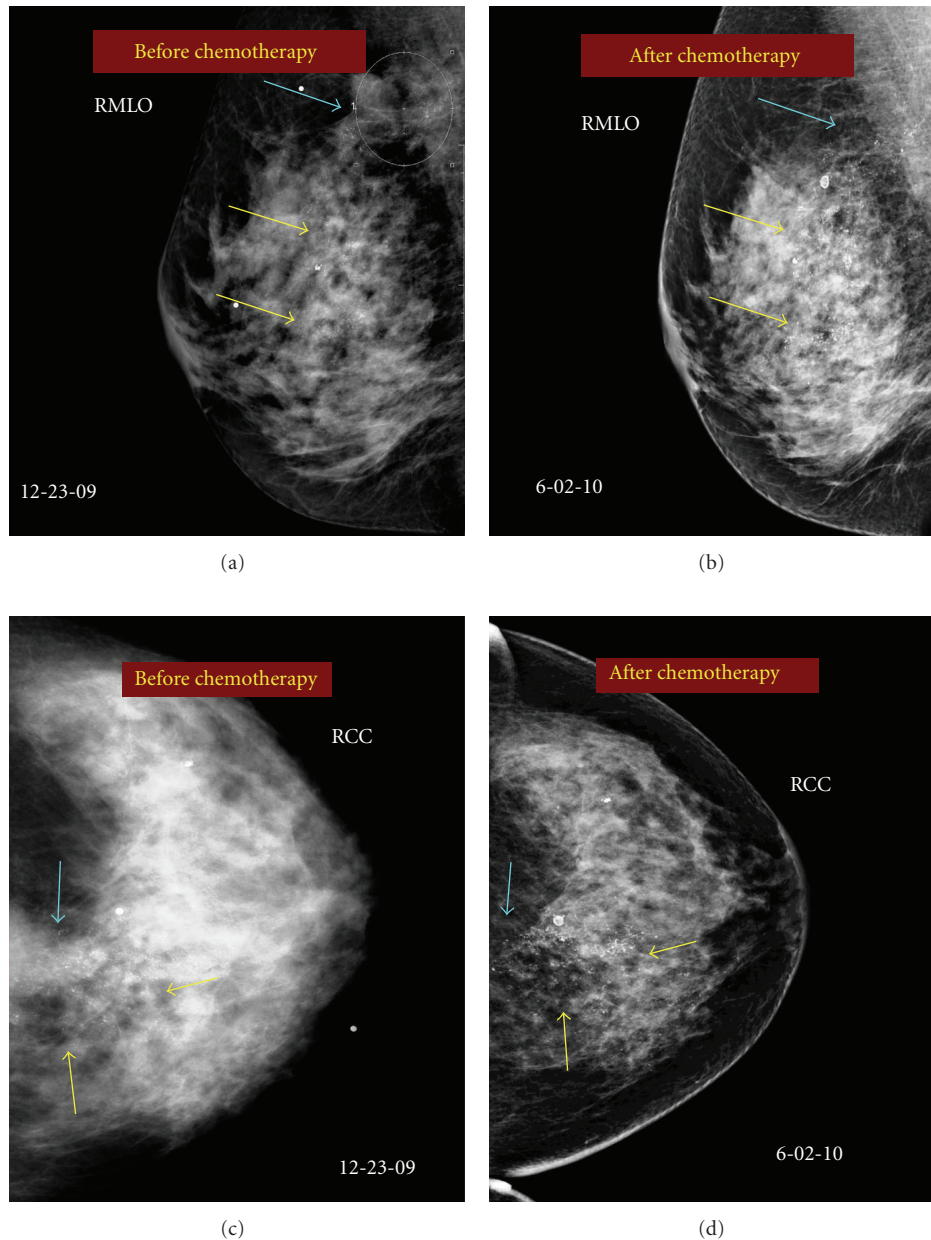 Before chemotherapy
RMLO
1
12-23-09
(a)
After chemotherapy
RMLO
6-02-10
(b)
Before chemotherapy
RCC
12-23-09
(c)
After chemotherapy
RCC
6-02-10
(d)